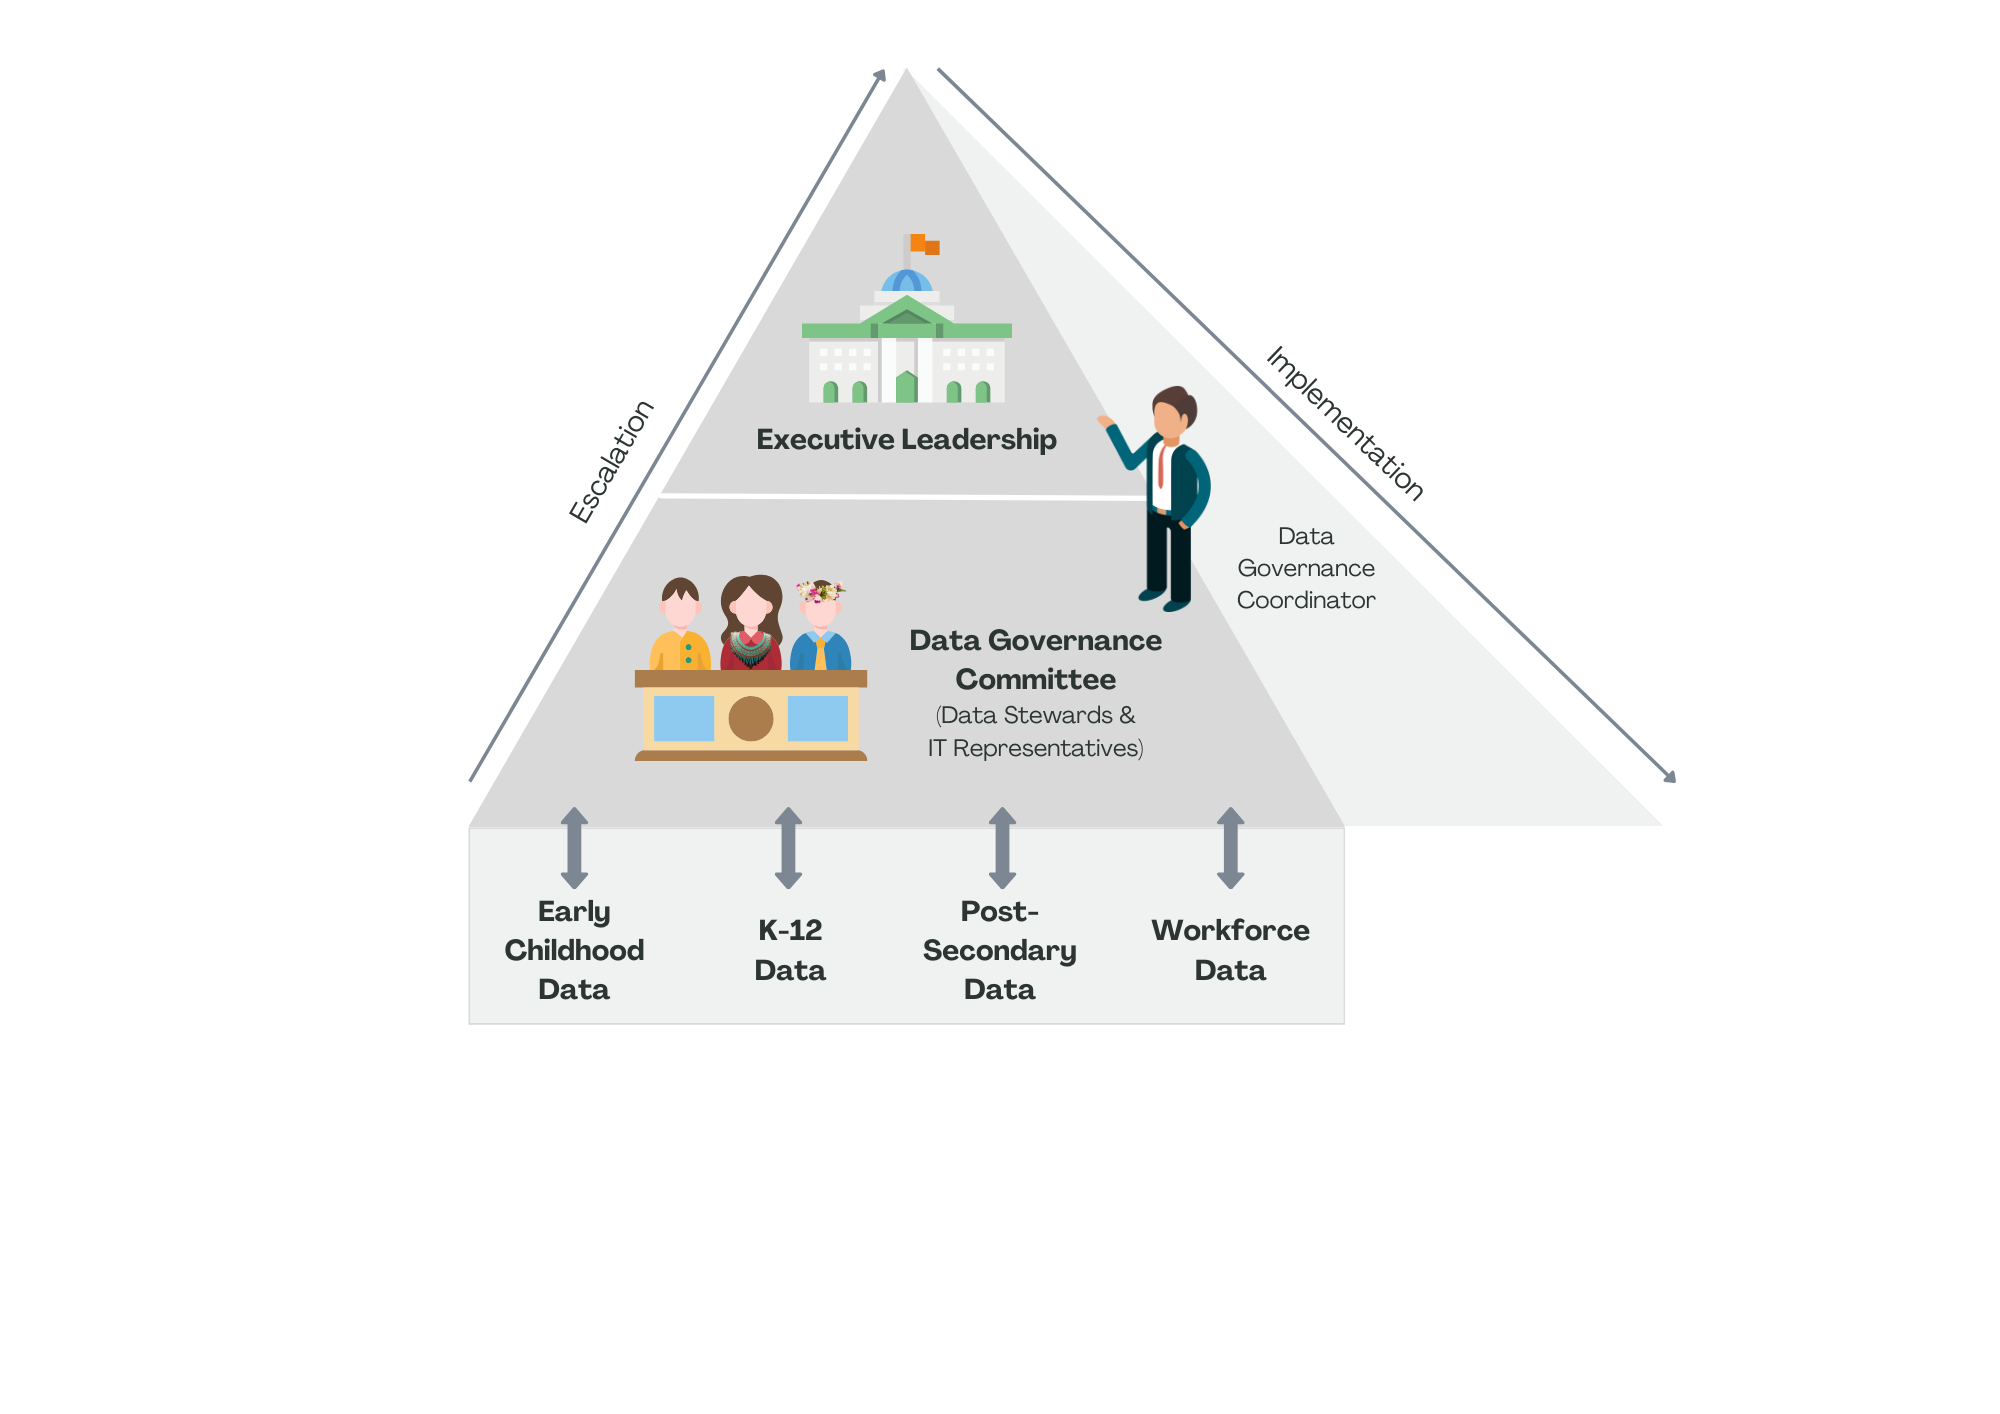 Escalation
Implementation
Executive Leadership
Data
Governance
Coordinator
Data Governance
Committee
(Data Stewards &
IT Representatives)
Early
Childhood
Data
K-12
Data
Post-
Secondary
Data
Workforce
Data